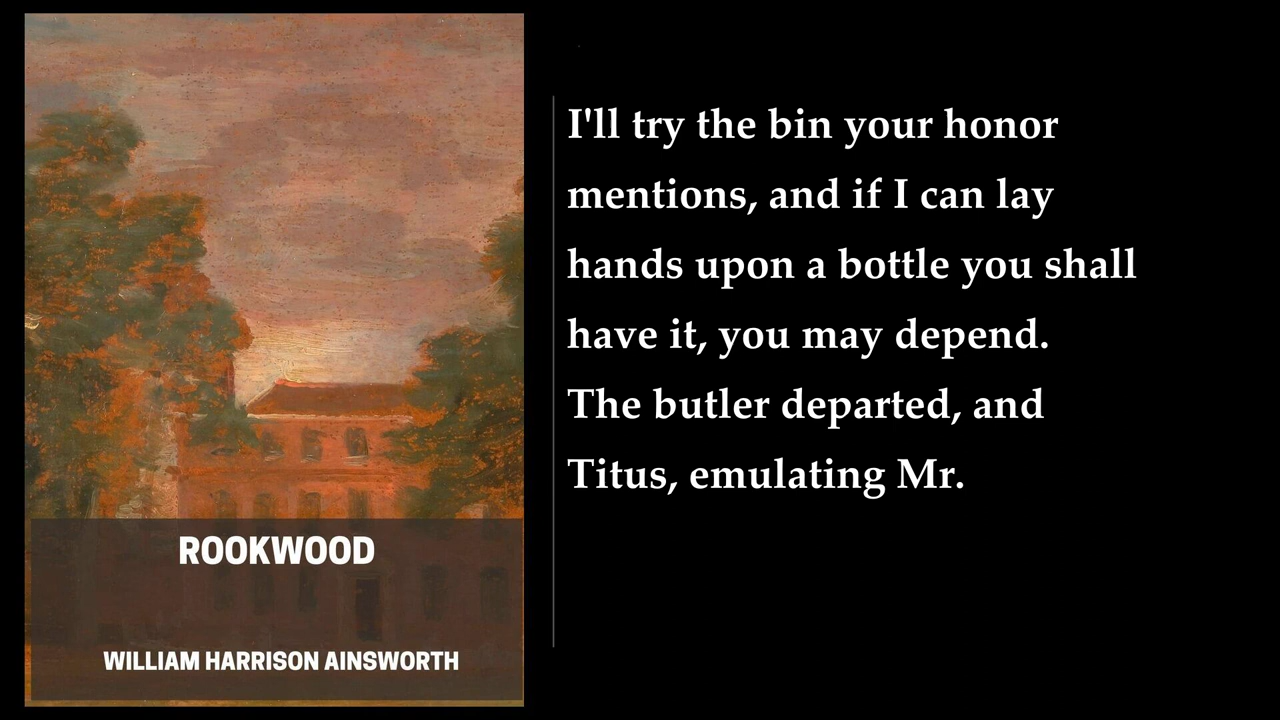 ROOKWOOD
WILLIAM HARRISON AINSWORTH
I'll try the bin your honor
mentions, and if I can lay
hands upon a bottle you shall
have it, you may depend.
The butler departed, and
Titus, emulating Mr.